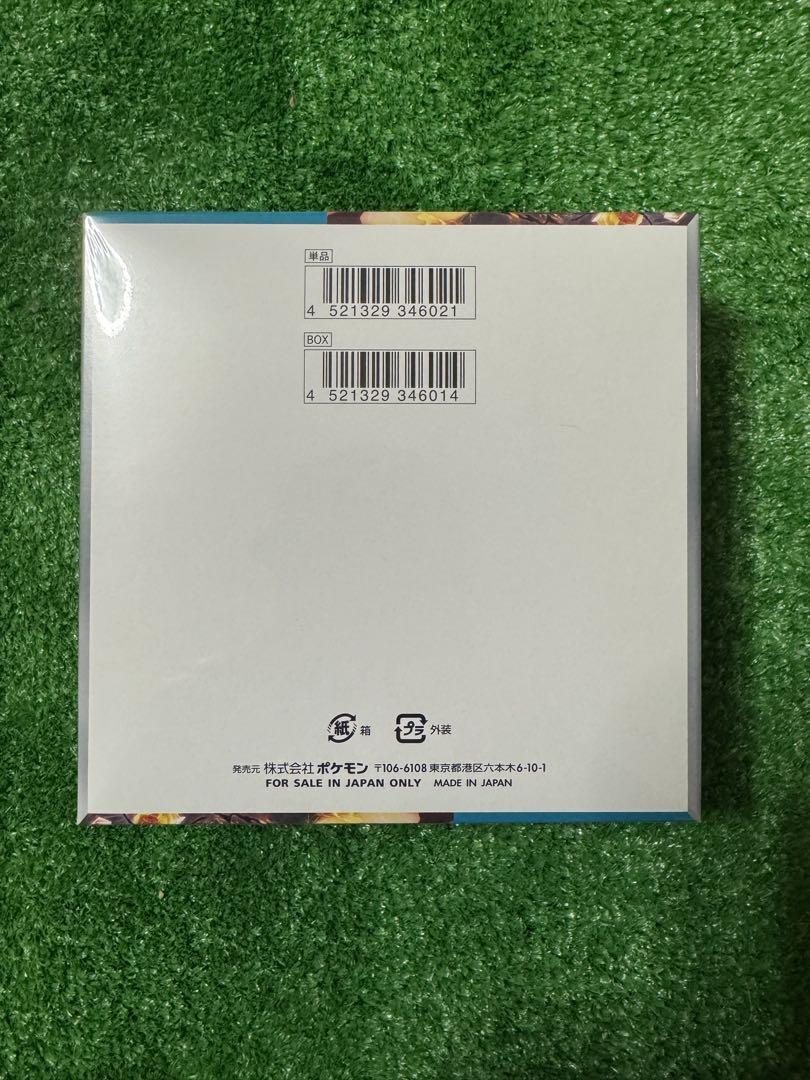 単品
4 521329 346021
BOX
4 521329 346014
紙 箱 プラ 外装
発売元 株式会社 ポケモン 〒106-6108 東京都港区六本木6-10-1
FOR SALE IN JAPAN ONLY MADE IN JAPAN